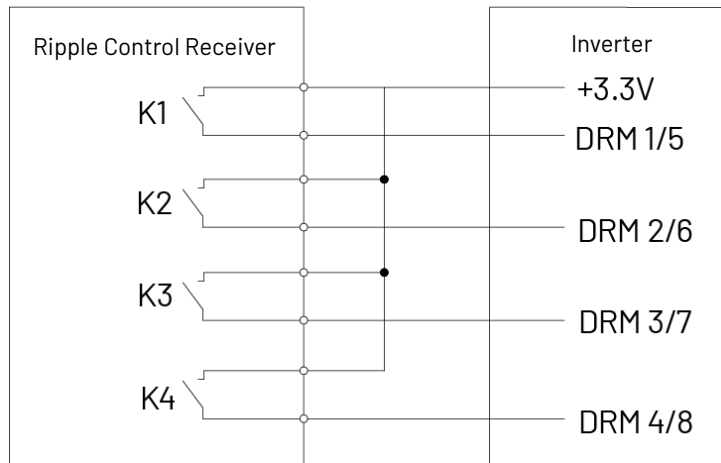 Ripple Control Receiver
Inverter
+3.3V
K1
DRM 1/5
K2
DRM 2/6
K3
DRM 3/7
K4
DRM 4/8